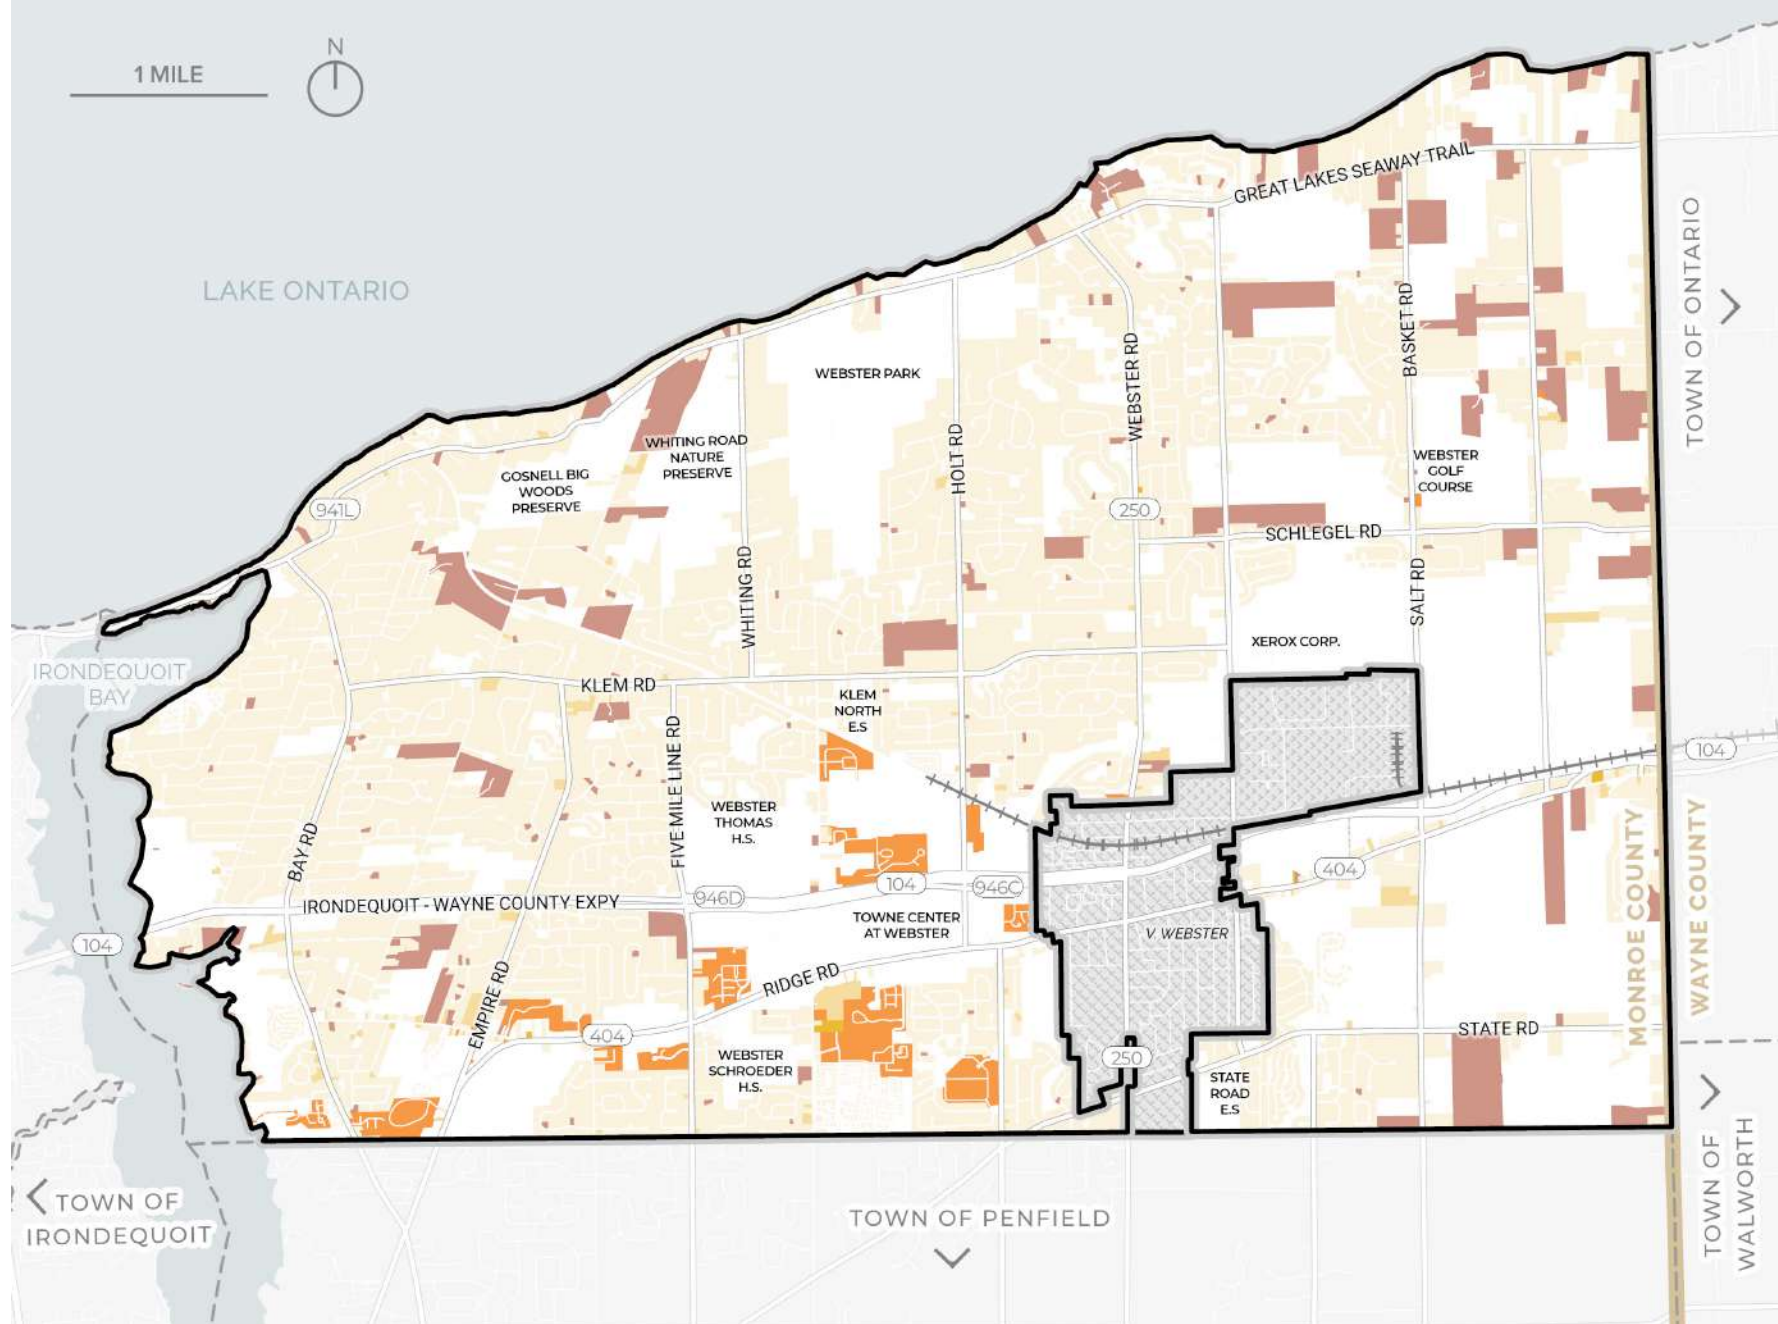 N
1 MILE
LAKE ONTARIO
GREAT LAKES SEAWAY TRAIL
TOWN OF ONTARIO
WEBSTER PARK
BASKET RD
WEBSTER RD
HOLT RD
WHITING ROAD
NATURE
PRESERVE
GOSNELL BIG
WOODS
PRESERVE
WEBSTER
GOLF
COURSE
941L
250
SCHLEGEL RD
WHITING RD
SALT RD
XEROX CORP.
IRONDEQUOIT
BAY
KLEM RD
KLEM
NORTH
E.S
FIVE MILE LINE RD
104
WEBSTER
THOMAS
H.S.
BAY RD
MONROE COUNTY
WAYNE COUNTY
404
104
946C
946D
IRONDEQUOIT - WAYNE COUNTY EXPY
TOWNE CENTER
AT WEBSTER
V. WEBSTER
104
RIDGE RD
EMPIRE RD
404
STATE RD
250
WEBSTER
SCHROEDER
H.S.
STATE
ROAD
E.S
TOWN OF
IRONDEQUOIT
TOWN OF PENFIELD
TOWN OF
WALWORTH